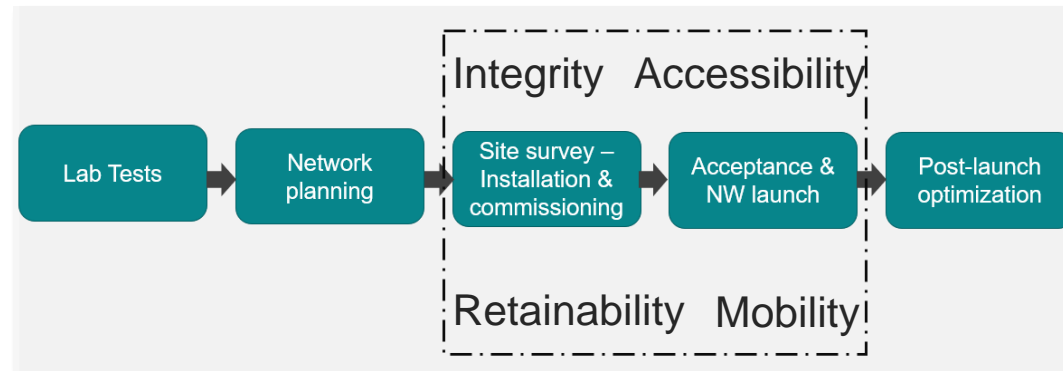 Integrity Accessibility
Lab Tests
Network
planning
Site survey –
Installation &
commissioning
Acceptance &
NW launch
Post-launch
optimization
Retainability Mobility